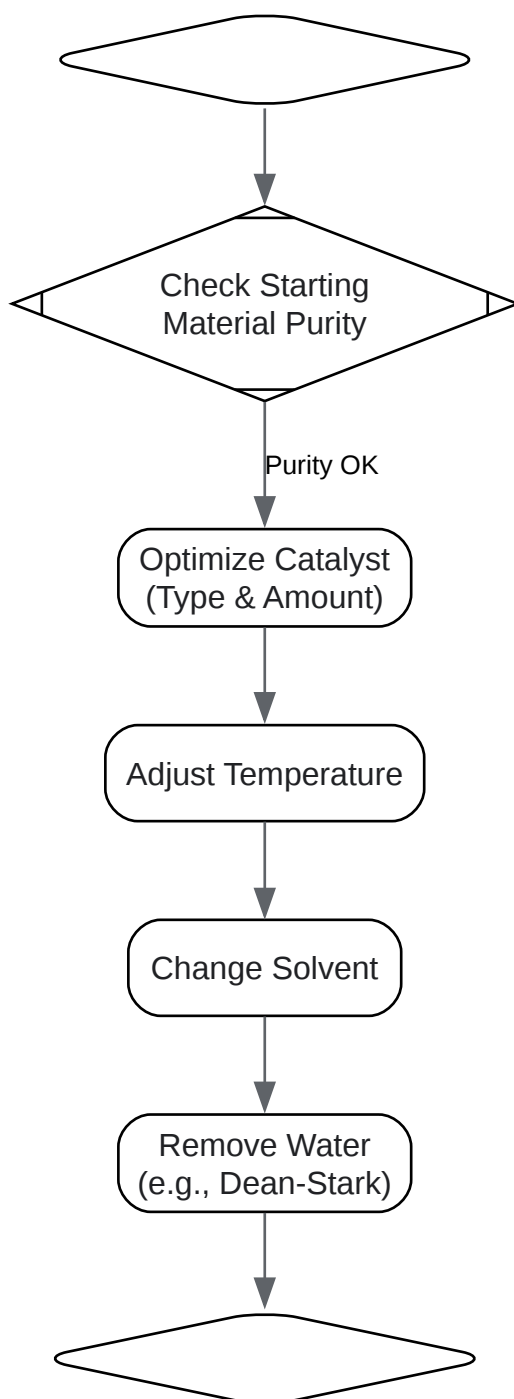 Check Starting
Material Purity
Purity OK
Optimize Catalyst
(Type & Amount)
Adjust Temperature
Change Solvent
Remove Water
(e.g., Dean-Stark)